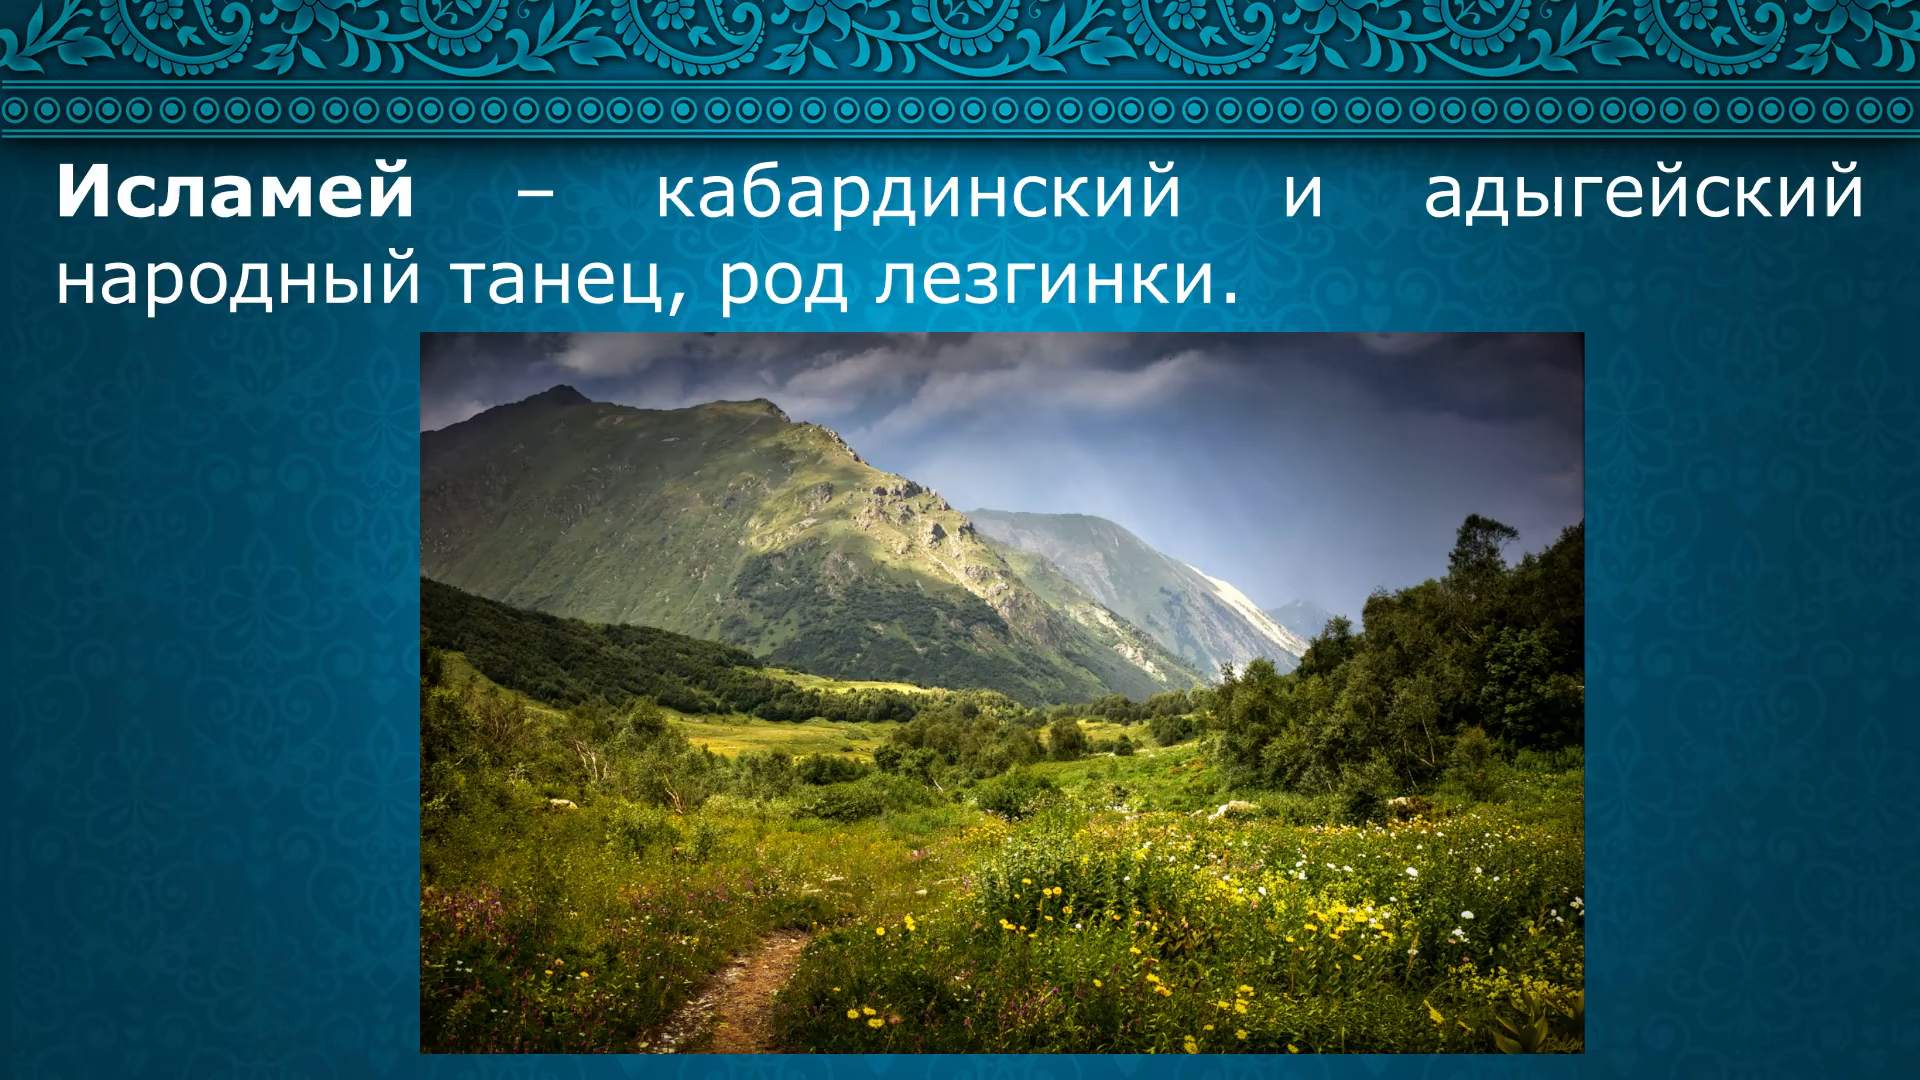 Исламей – кабардинский и адыгейский
народный танец, род лезгинки.